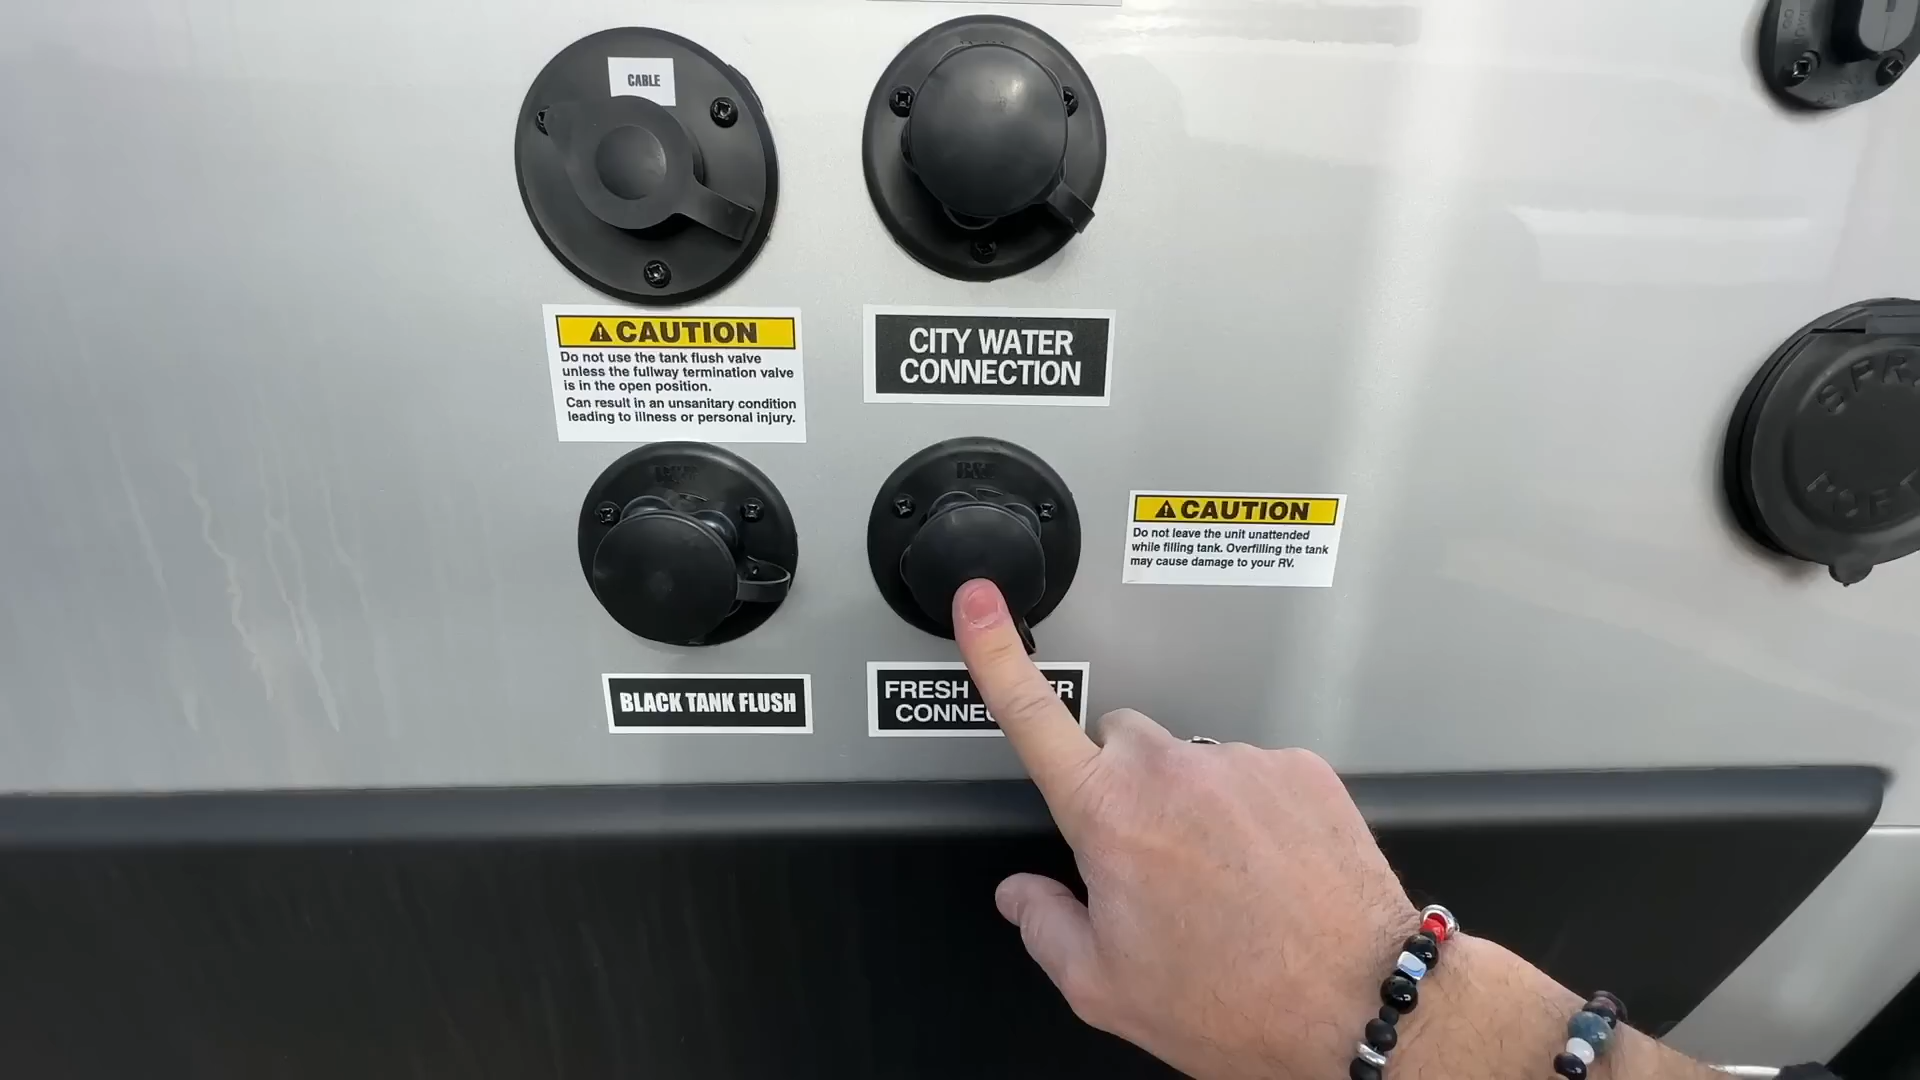 CABLE
CAUTION
Do not use the tank flush valve
unless the fullway termination valve
is in the open position.
Can result in an unsanitary condition
leading to illness or personal injury.
CITY WATER
CONNECTION
BLACK TANK FLUSH
B&B
FRESH
CAUTION
Do not leave the unit unattended
while filling tank. Overfilling the tank
may cause damage to your RV.
SPRAY
PORT